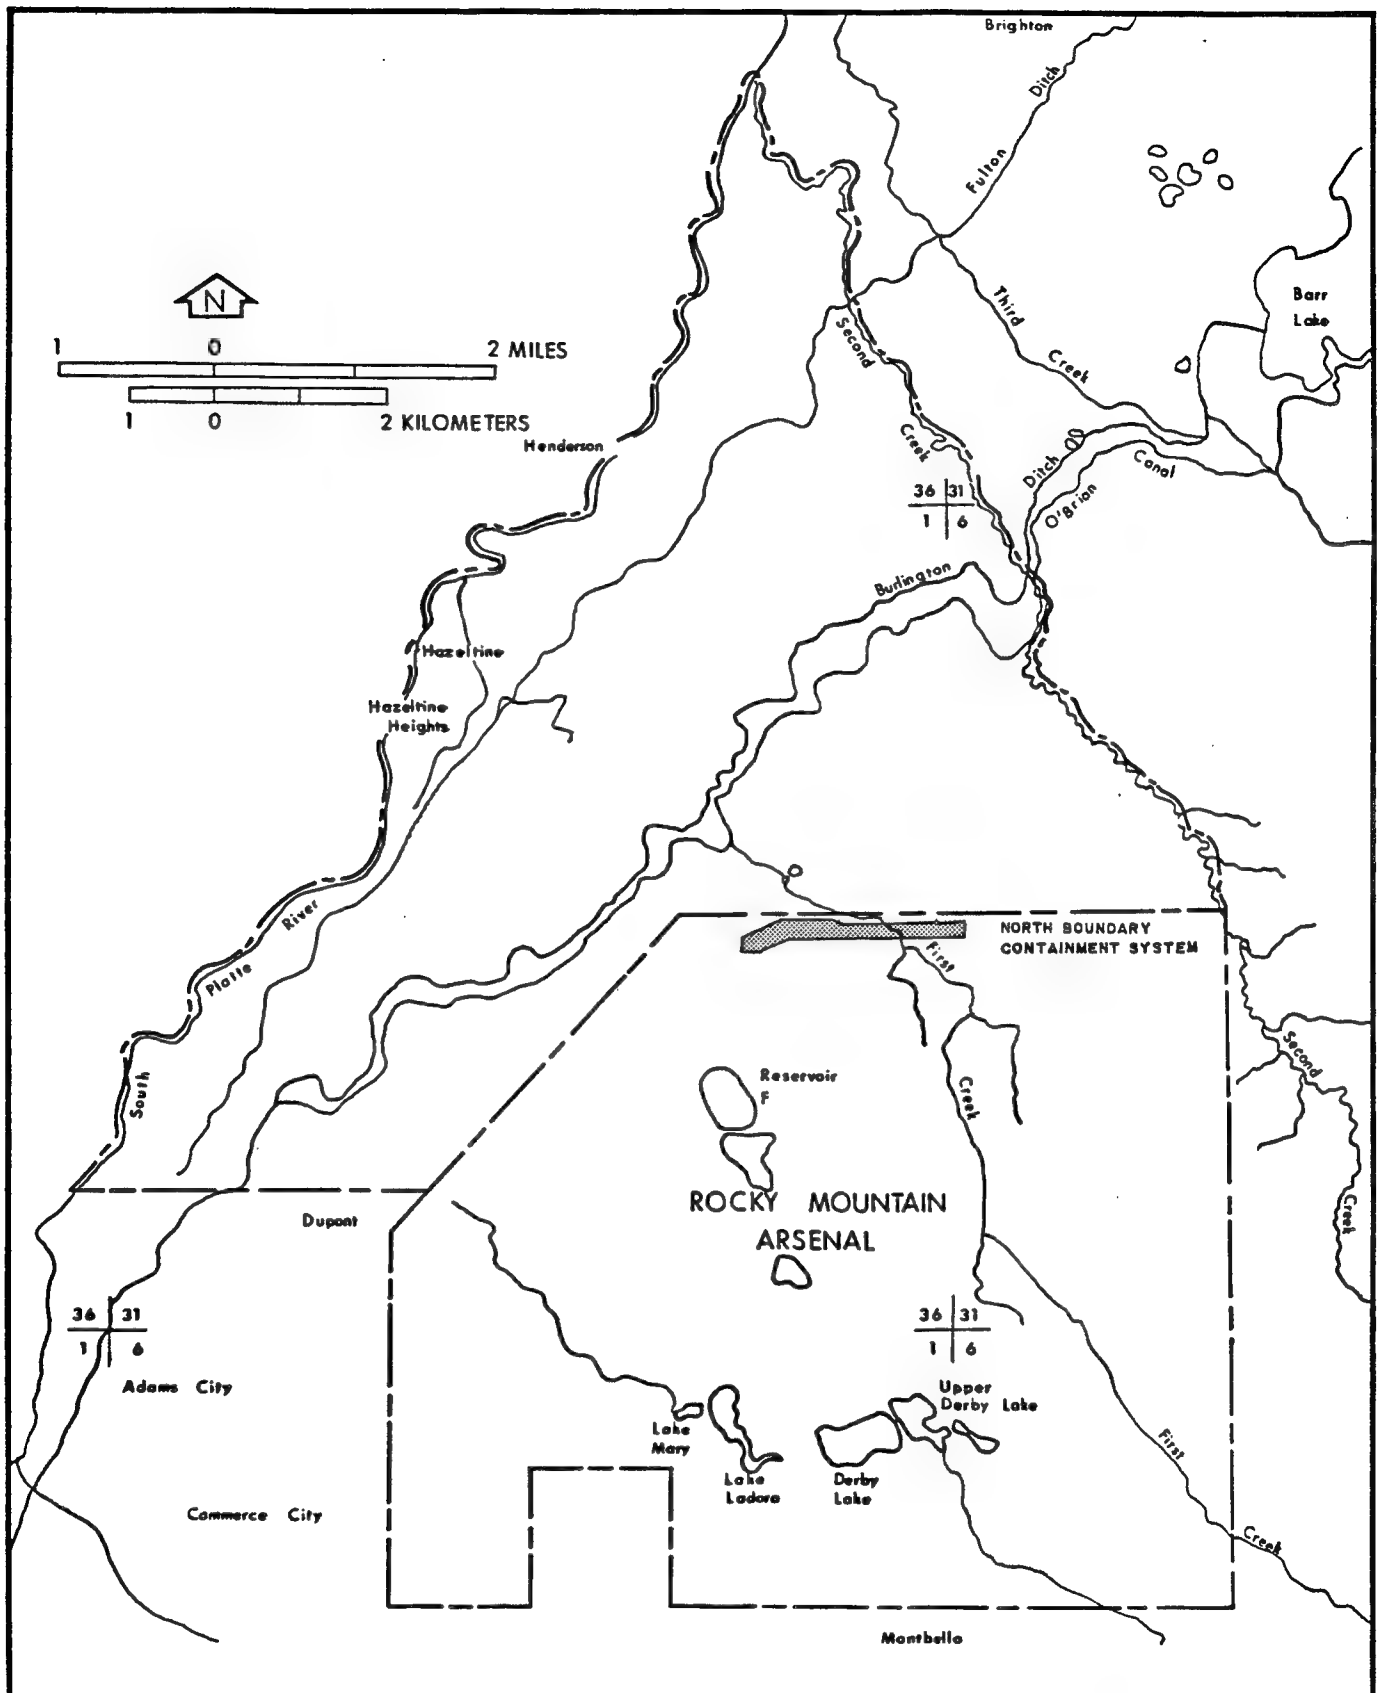 Brighton
Ditch
Fulton
N
Barr
Lake
Third
Creek
1 0 2 MILES
1 0 2 KILOMETERS
Second
Creek
Henderson
Ditch
Canal
O'Brian
36 31
1 6
Burlington
Hazeltine
Hazeltine
Heights
River
Platte
South
NORTH BOUNDARY
CONTAINMENT SYSTEM
First
Creek
Second
Creek
Reservoir
F
ROCKY MOUNTAIN
ARSENAL
Dupont
36 31
1 6
36 31
1 6
Adams City
Upper
Derby Lake
Lake
Mary
Lake
Ladora
Derby
Lake
First
Creek
Commerce City
Montbello